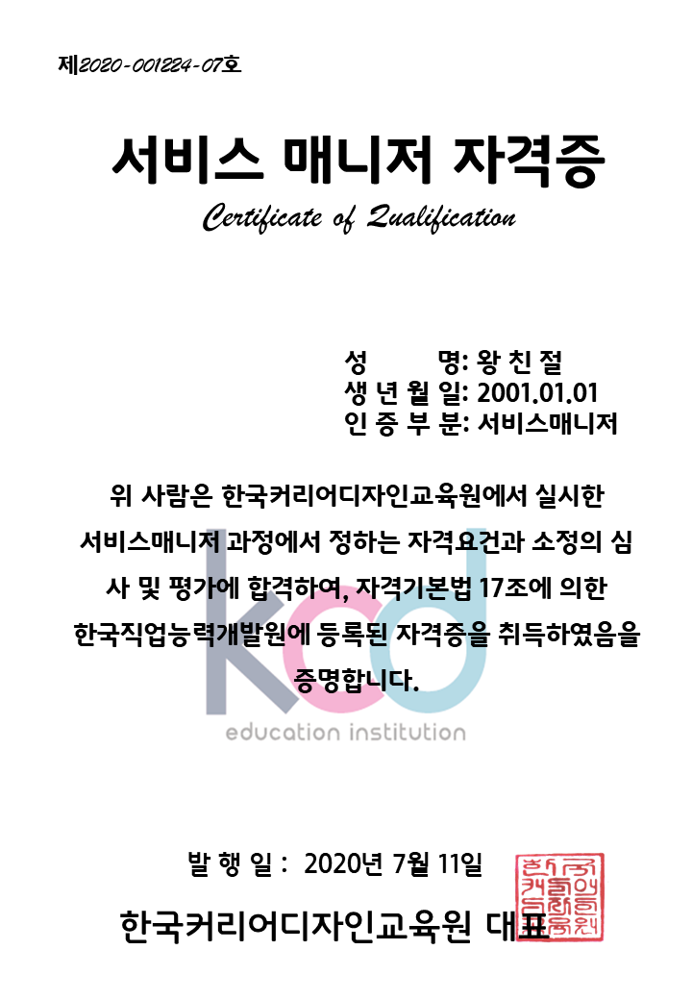 제2020-001224-07호
서비스 매니저 자격증
Certificate of Qualification
성 명: 왕 친 절
생 년 월 일: 2001.01.01
인 증 부 분: 서비스매니저
위 사람은 한국커리어디자인교육원에서 실시한
서비스매니저 과정에서 정하는 자격요건과 소정의 심
사 및 평가에 합격하여, 자격기본법 17조에 의한
한국직업능력개발원에 등록된 자격증을 취득하였음을
증명합니다.
kcd
education institution
발 행 일 : 2020년 7월 11일
한국커리어디자인교육원 대표